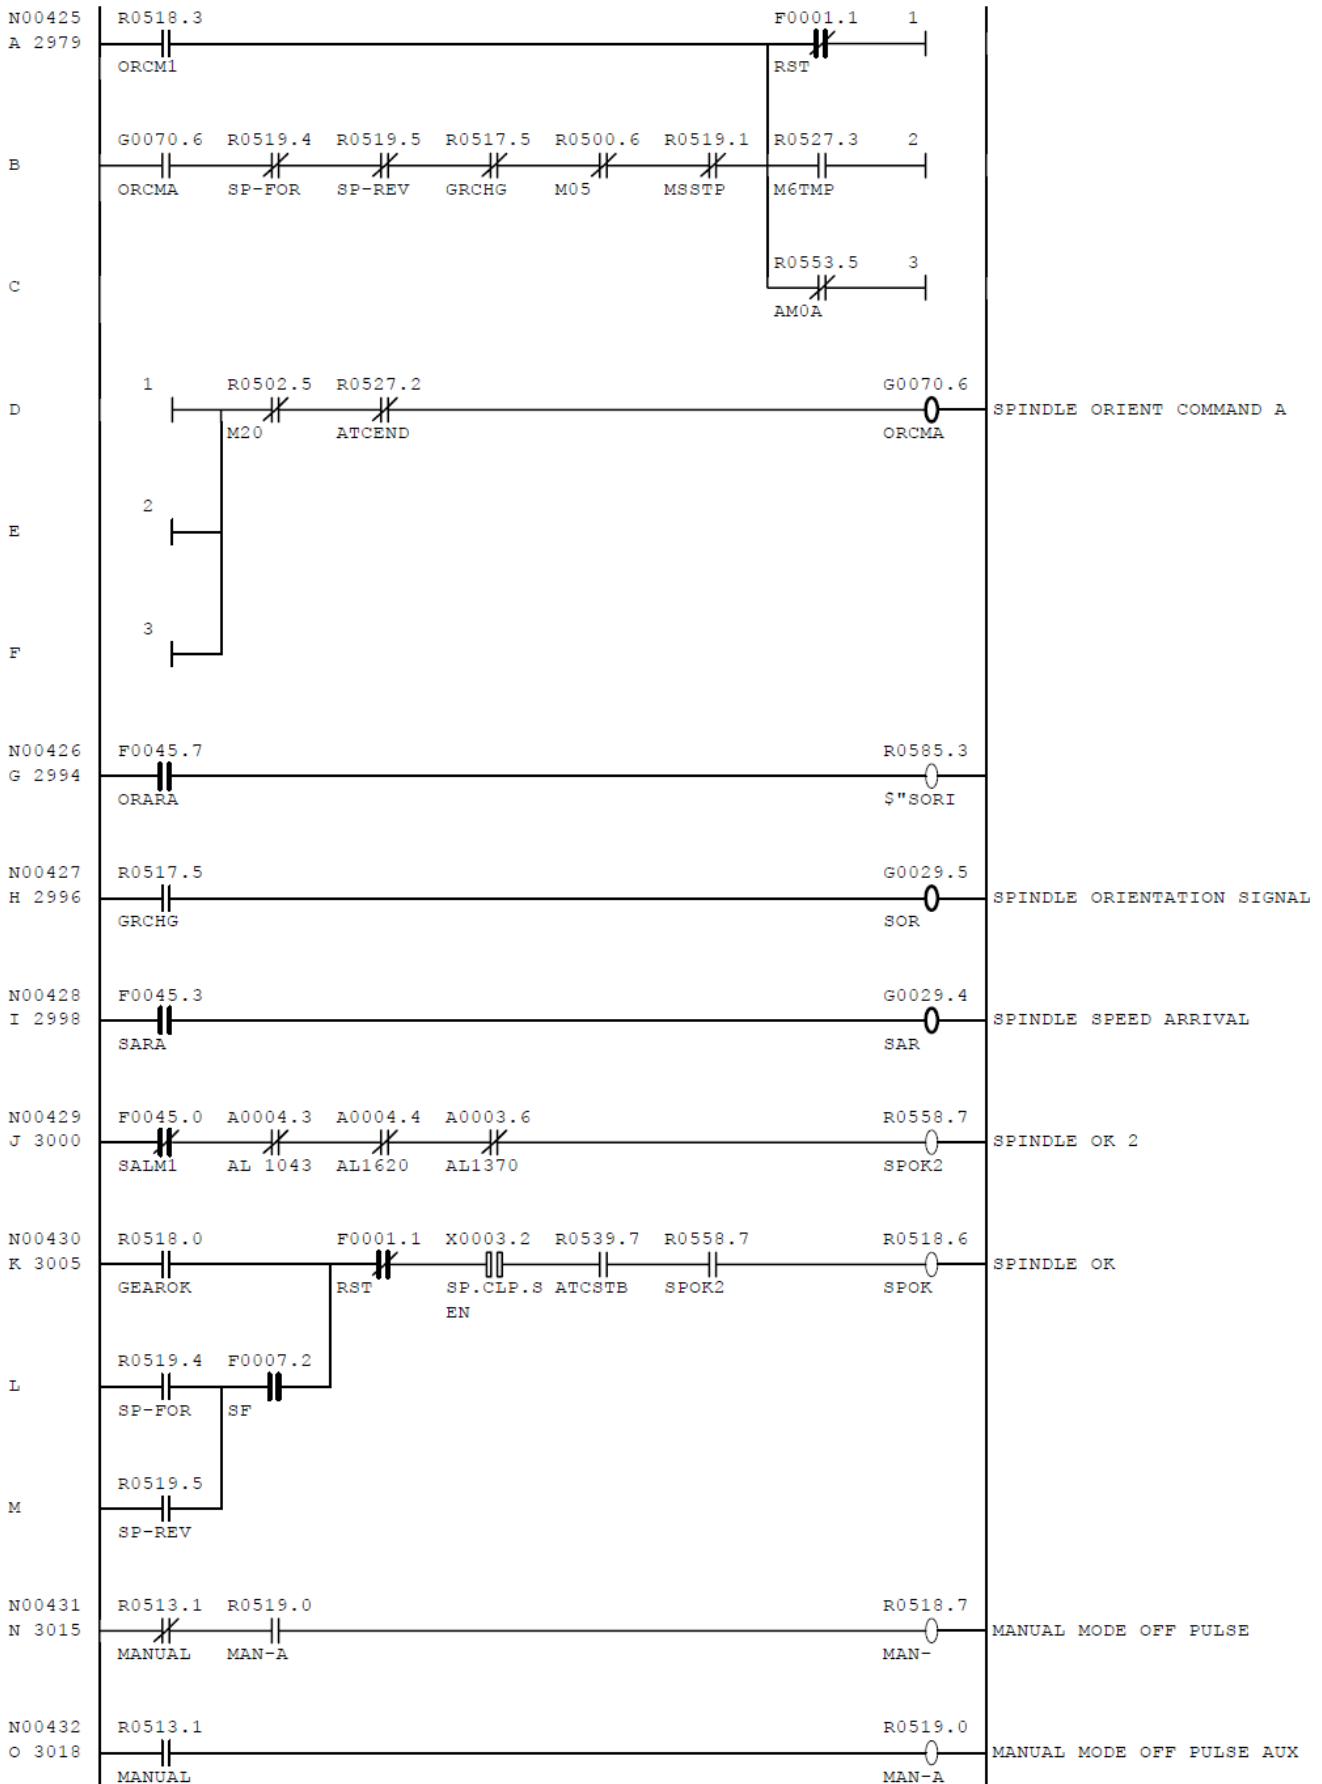 N00425 R0518.3 F0001.1 1
A 2979
ORCM1 RST
G0070.6 R0519.4 R0519.5 R0517.5 R0500.6 R0519.1 R0527.3 2
B
ORCMA SP-FOR SP-REV GRCHG M05 MSSTP M6TMP
R0553.5 3
C
AM0A
1 R0502.5 R0527.2 G0070.6
D SPINDLE ORIENT COMMAND A
M20 ATCEND ORCMA
2
E
3
F
N00426 F0045.7 R0585.3
G 2994
ORARA $"SORI
N00427 R0517.5 G0029.5
H 2996 SPINDLE ORIENTATION SIGNAL
GRCHG SOR
N00428 F0045.3 G0029.4
I 2998 SPINDLE SPEED ARRIVAL
SARA SAR
N00429 F0045.0 A0004.3 A0004.4 A0003.6 R0558.7
J 3000 SPINDLE OK 2
SALM1 AL 1043 AL1620 AL1370 SPOK2
N00430 R0518.0 F0001.1 X0003.2 R0539.7 R0558.7 R0518.6
K 3005 SPINDLE OK
GEAROK RST SP.CLP.S ATCSTB SPOK2 SPOK
EN
R0519.4 F0007.2
L
SP-FOR SF
R0519.5
M
SP-REV
N00431 R0513.1 R0519.0 R0518.7
N 3015 MANUAL MODE OFF PULSE
MANUAL MAN-A MAN-
N00432 R0513.1 R0519.0
O 3018 MANUAL MODE OFF PULSE AUX
MANUAL MAN-A